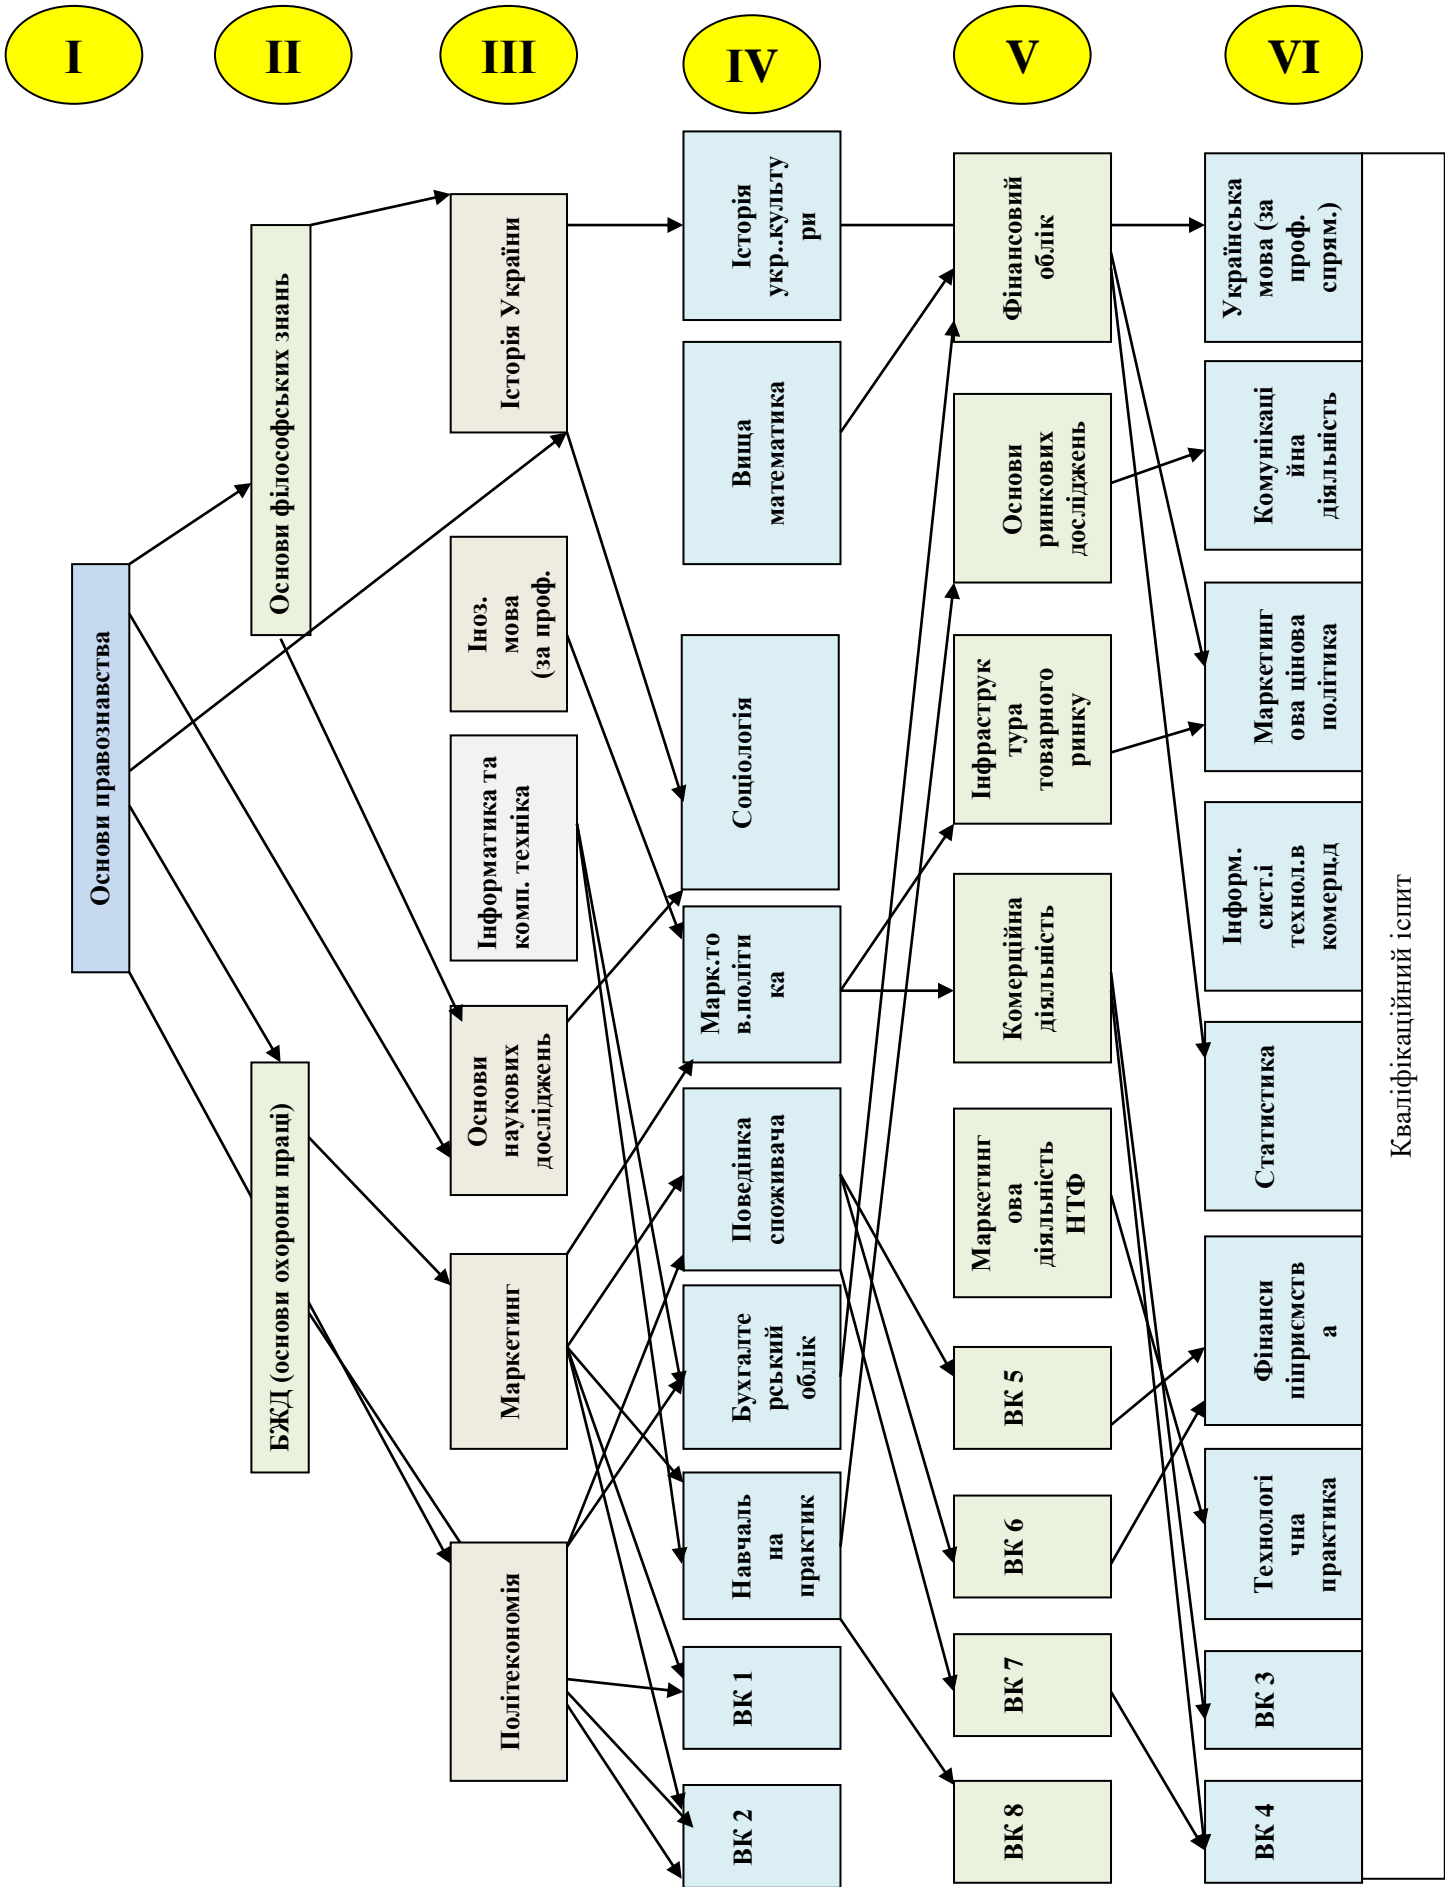 I
II
III
IV
V
VI
Основи правознавства
Основи філософських знань
БЖД (основи охорони праці)
Історія України
Іноз.
мова
(за проф.
Інформатика та
комп. техніка
Основи
наукових
досліджень
Маркетинг
Політекономія
Історія
укр..культу
ри
Вища
математика
Соціологія
Марк.то
в.політи
ка
Поведінка
споживача
Бухгалте
рський
облік
Навчаль
на
практик
ВК 1
ВК 2
Фінансовий
облік
Основи
ринкових
досліджень
Інфраструк
тура
товарного
ринку
Комерційна
діяльність
Маркетинг
ова
діяльність
НТФ
ВК 5
ВК 6
ВК 7
ВК 8
Українська
мова (за
проф.
спрям.)
Комунікаці
йна
діяльність
Маркетинг
ова цінова
політика
Інформ.
сист.і
технол.в
комерц.д
Статистика
Фінанси
піприємств
а
Технологі
чна
практика
ВК 3
ВК 4
Кваліфікаційний іспит